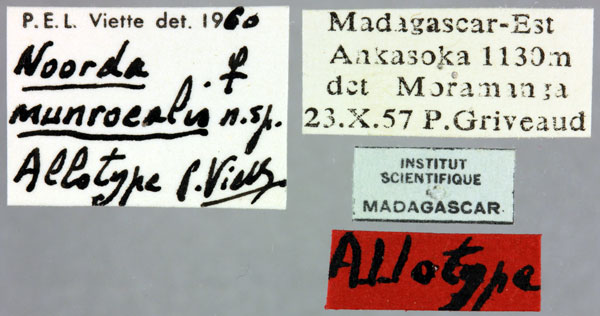 P.E.L. Viette det. 1960
Noorda ♀
munroealis n.sp.
Allotype P. Viette
Madagascar-Est
Ankasoka 1130m
dct Moramanga
23.X.57 P.Griveaud
INSTITUT
SCIENTIFIQUE
MADAGASCAR
Allotype